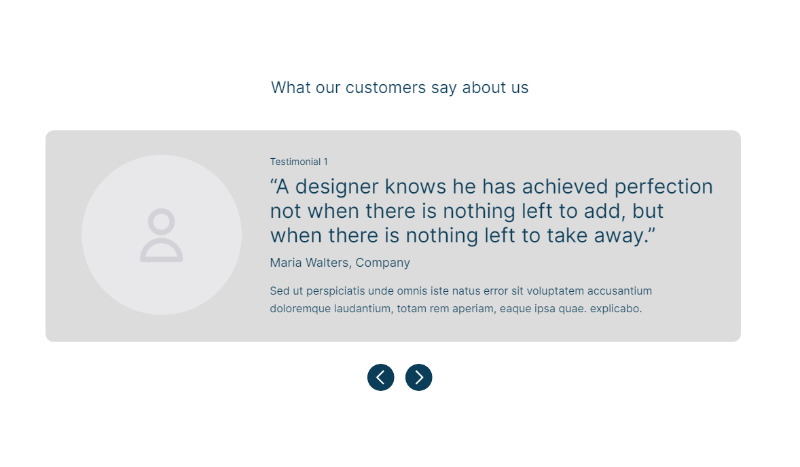 What our customers say about us
Testimonial 1
“A designer knows he has achieved perfection
not when there is nothing left to add, but
when there is nothing left to take away.”
Maria Walters, Company
Sed ut perspiciatis unde omnis iste natus error sit voluptatem accusantium
doloremque laudantium, totam rem aperiam, eaque ipsa quae. explicabo.